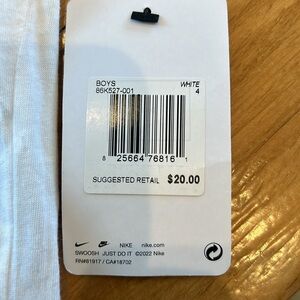 BOYS WHITE
86K527-001 4
8 25664 76816 1
SUGGESTED RETAIL $20.00
NIKE nike.com
SWOOSH JUST DO IT ©2022 Nike
RN#81917 / CA#18702